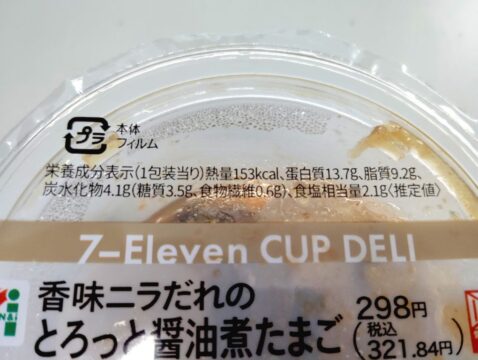 プラ
本体
フィルム
栄養成分表示(1包装当り)熱量153kcal、蛋白質13.7g、脂質9.2g、
炭水化物4.1g(糖質3.5g、食物繊維0.6g)、食塩相当量2.1g(推定値)
7-Eleven CUP DELI
香味ニラだれの
とろっと醤油煮たまご
298円
(税込
321.84円)